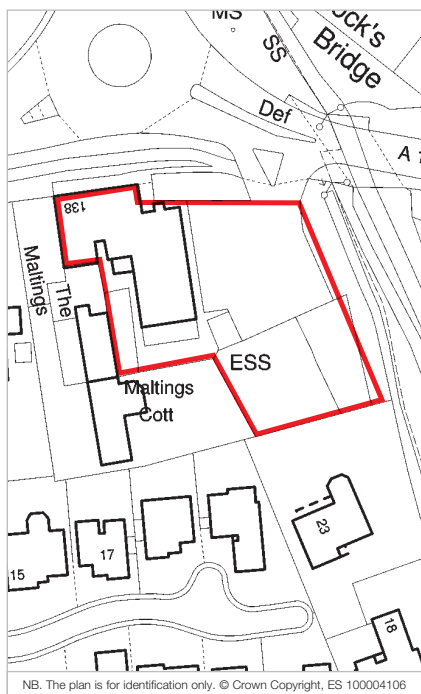 MS
SS
ock's
Bridge
Def
A 1
138
The
Maltings
ESS
Maltings
Cott
23
17
15
18
NB. The plan is for identification only. © Crown Copyright, ES 100004106